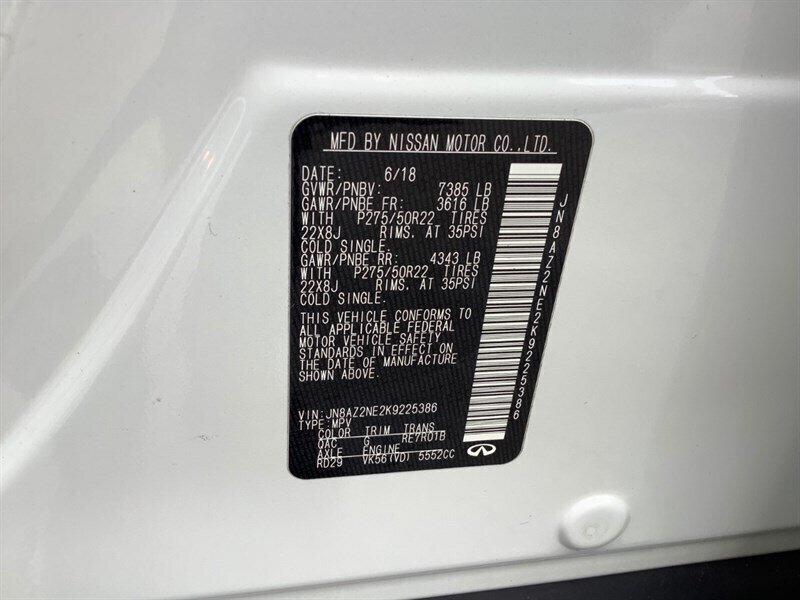 MFD BY NISSAN MOTOR CO.,LTD.
DATE: 6/18
GVWR/PNBV: 7385 LB
GAWR/PNBE FR: 3616 LB
WITH P275/50R22 TIRES
22X8J RIMS. AT 35PSI
COLD SINGLE.
GAWR/PNBE RR: 4343 LB
WITH P275/50R22 TIRES
22X8J RIMS. AT 35PSI
COLD SINGLE.
THIS VEHICLE CONFORMS TO
ALL APPLICABLE FEDERAL
MOTOR VEHICLE SAFETY
STANDARDS IN EFFECT ON
THE DATE OF MANUFACTURE
SHOWN ABOVE.
VIN: JN8AZ2NE2K9225386
TYPE: MPV
COLOR TRIM TRANS
QAC G RE7R01B
AXLE ENGINE
RD29 VK56(VD) 5552CC
JN8AZ2NE2K9225386